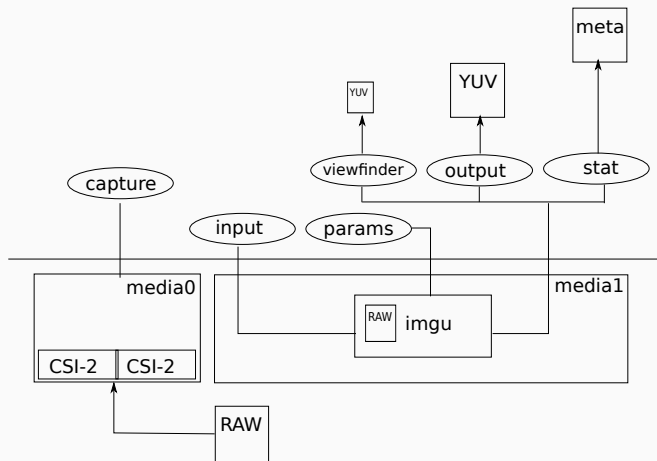 meta
YUV
YUV
viewfinder
output
stat
capture
input
params
media0
media1
RAW
imgu
CSI-2
CSI-2
RAW